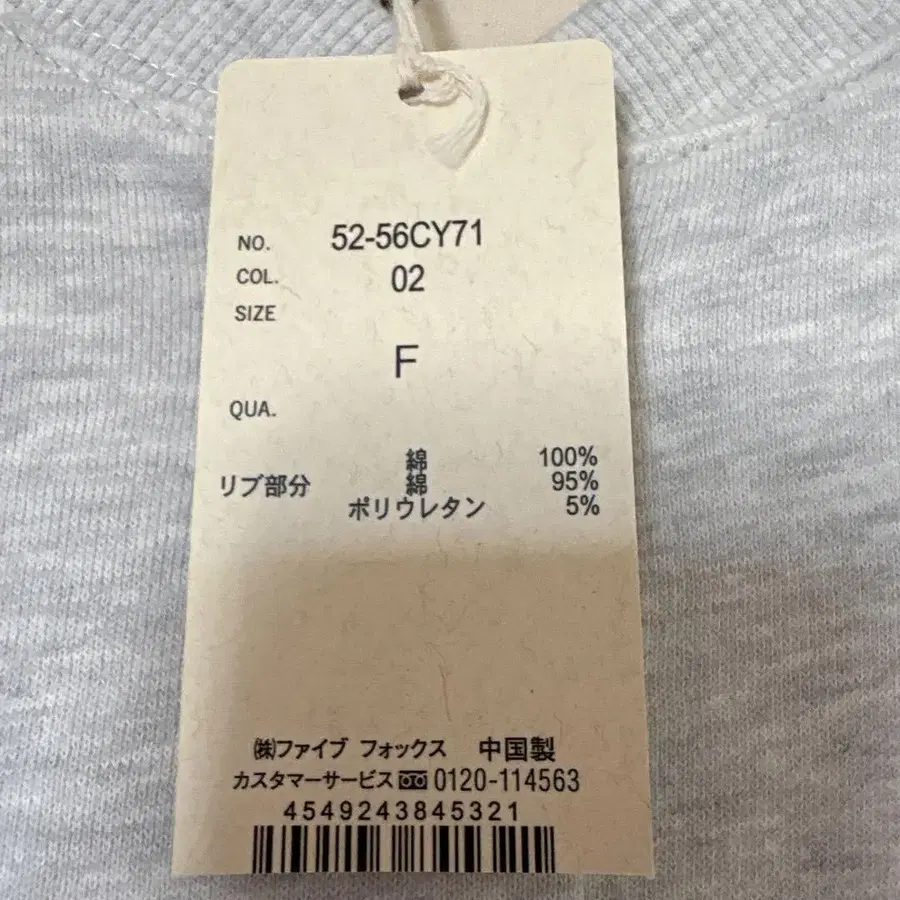 NO. 52-56CY71
COL. 02
SIZE
F
QUA.
綿 100%
リブ部分 綿 95%
ポリウレタン 5%
㈱ファイブ フォックス 中国製
カスタマーサービス 0120-114563
4549243845321